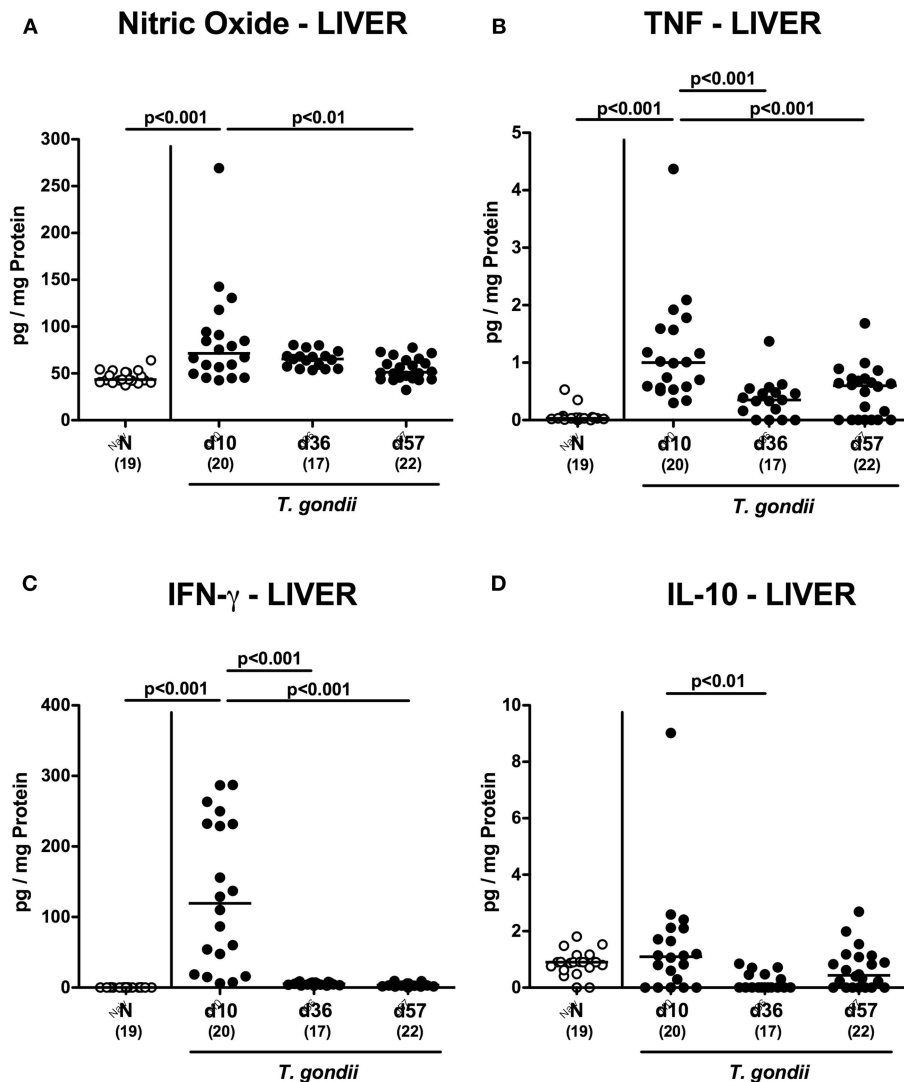 A
Nitric Oxide - LIVER
p<0.001
p<0.01
300
250
200
150
100
50
0
pg / mg Protein
N
d10
d36
d57
(19)
(20)
(17)
(22)
T. gondii
B
TNF - LIVER
p<0.001
p<0.001
p<0.001
5
4
3
2
1
0
pg / mg Protein
N
d10
d36
d57
(19)
(20)
(17)
(22)
T. gondii
C
IFN-γ - LIVER
p<0.001
p<0.001
p<0.001
400
300
200
100
0
pg / mg Protein
N
d10
d36
d57
(19)
(20)
(17)
(22)
T. gondii
D
IL-10 - LIVER
p<0.01
10
8
6
4
2
0
pg / mg Protein
N
d10
d36
d57
(19)
(20)
(17)
(22)
T. gondii